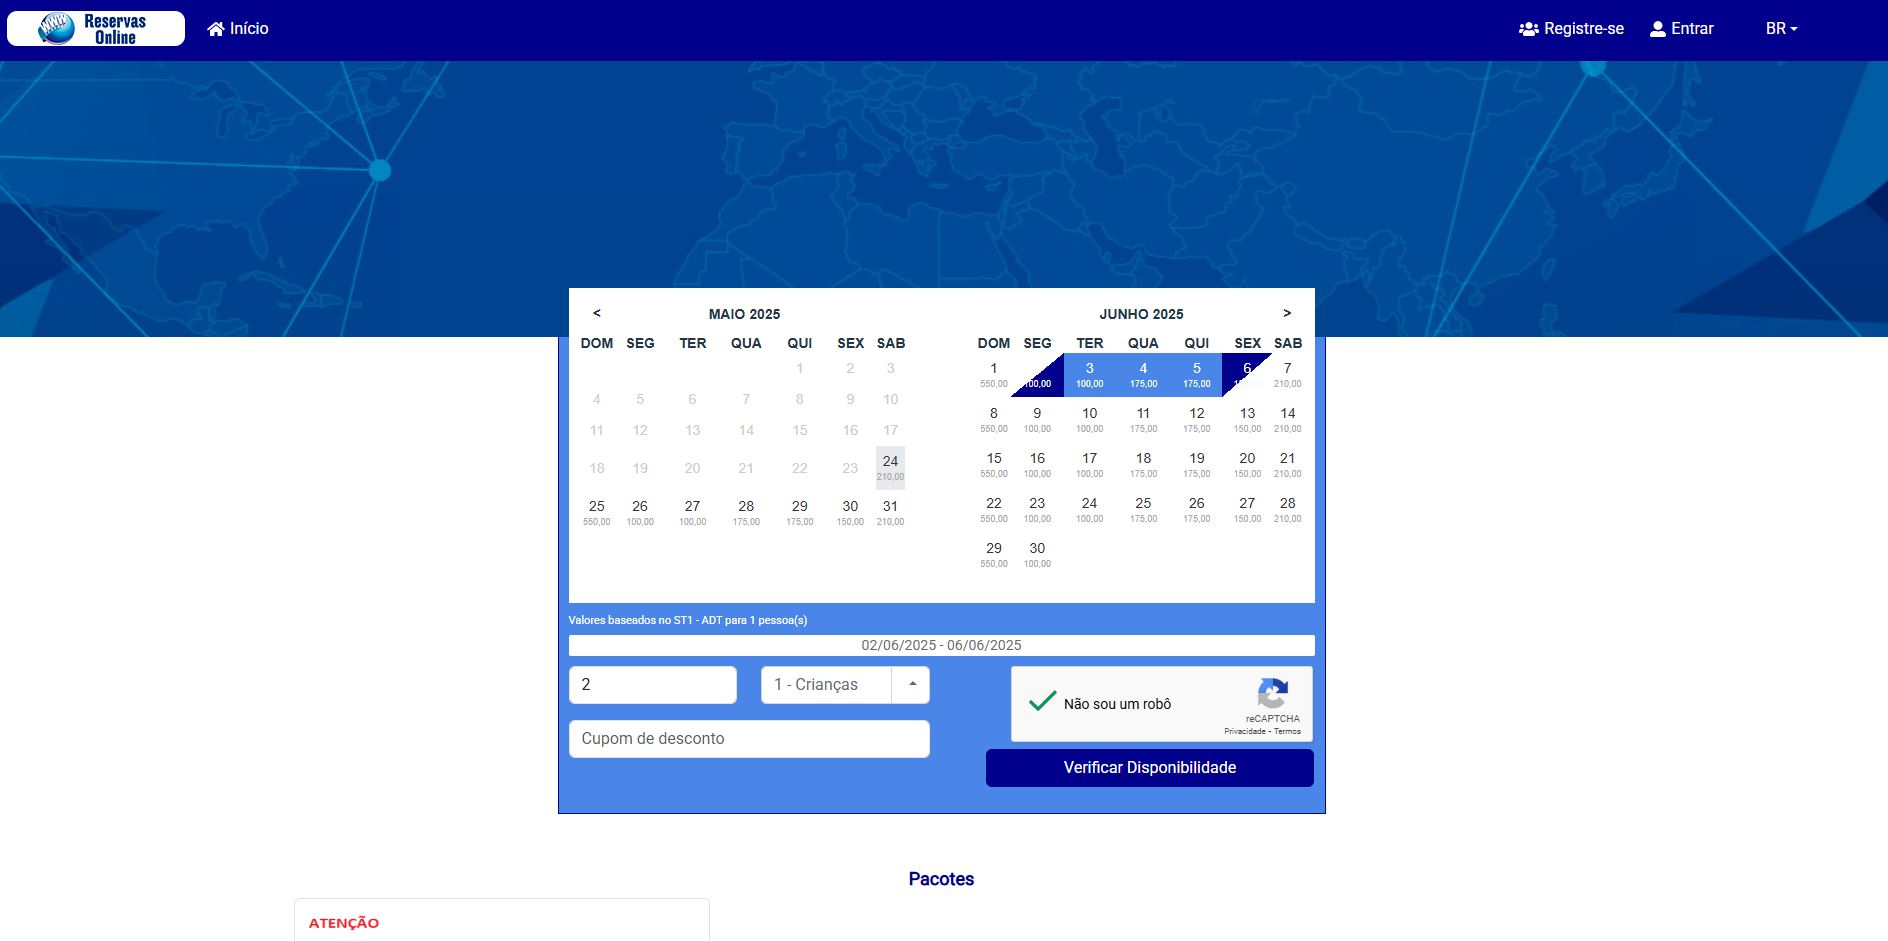 WWW Reservas Online
Início
Registre-se
Entrar
BR
< MAIO 2025
DOM SEG TER QUA QUI SEX SAB
1 2 3
4 5 6 7 8 9 10
11 12 13 14 15 16 17
18 19 20 21 22 23 24
210,00
25 26 27 28 29 30 31
550,00 100,00 100,00 175,00 175,00 150,00 210,00
JUNHO 2025 >
DOM SEG TER QUA QUI SEX SAB
1 3 4 5 6 7
550,00 100,00 100,00 175,00 175,00 210,00
8 9 10 11 12 13 14
550,00 100,00 100,00 175,00 175,00 150,00 210,00
15 16 17 18 19 20 21
550,00 100,00 100,00 175,00 175,00 150,00 210,00
22 23 24 25 26 27 28
550,00 100,00 100,00 175,00 175,00 150,00 210,00
29 30
550,00 100,00
Valores baseados no ST1 - ADT para 1 pessoa(s)
02/06/2025 - 06/06/2025
2
1 - Crianças
Cupom de desconto
Não sou um robô
reCAPTCHA
Privacidade - Termos
Verificar Disponibilidade
Pacotes
ATENÇÃO